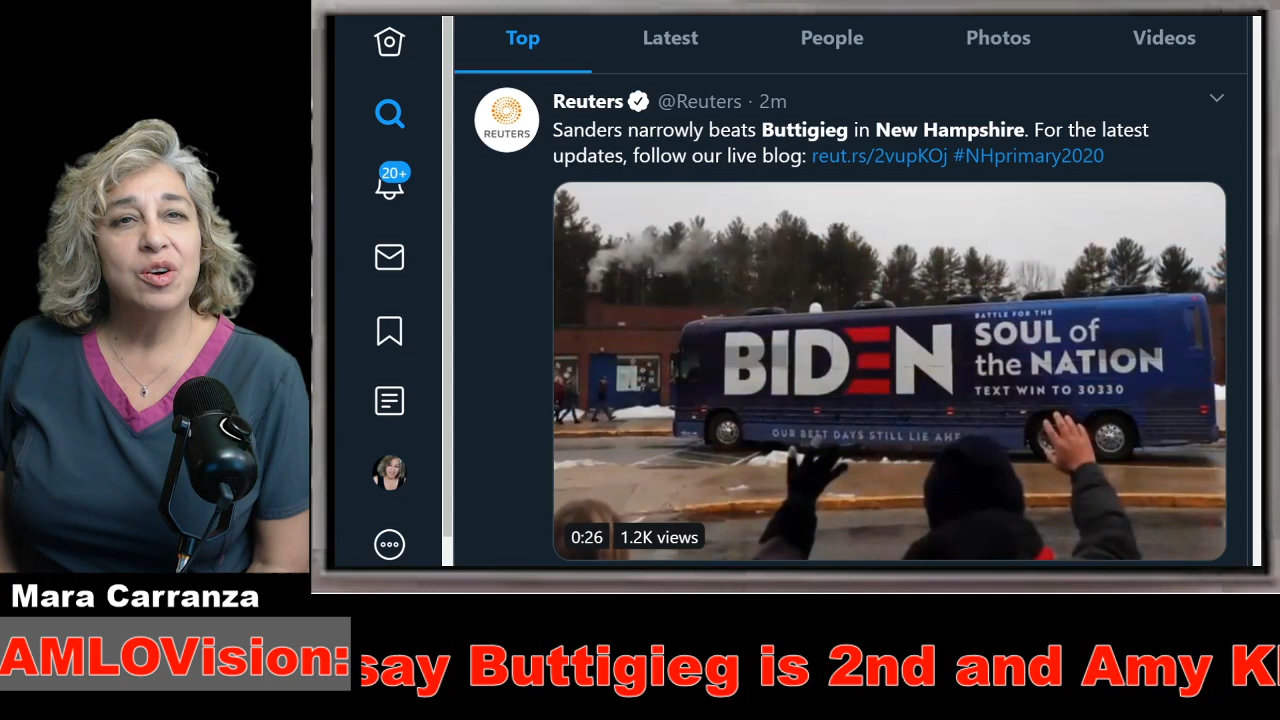 Top Latest People Photos Videos
20+
REUTERS
Reuters @Reuters · 2m
Sanders narrowly beats Buttigieg in New Hampshire. For the latest
updates, follow our live blog: reut.rs/2vupKOj #NHprimary2020
BIDEN
BATTLE FOR THE
SOUL of
the NATION
TEXT WIN TO 30330
OUR BEST DAYS STILL LIE AHE
0:26 1.2K views
Mara Carranza
AMLOVision:
say Buttigieg is 2nd and Amy Kl